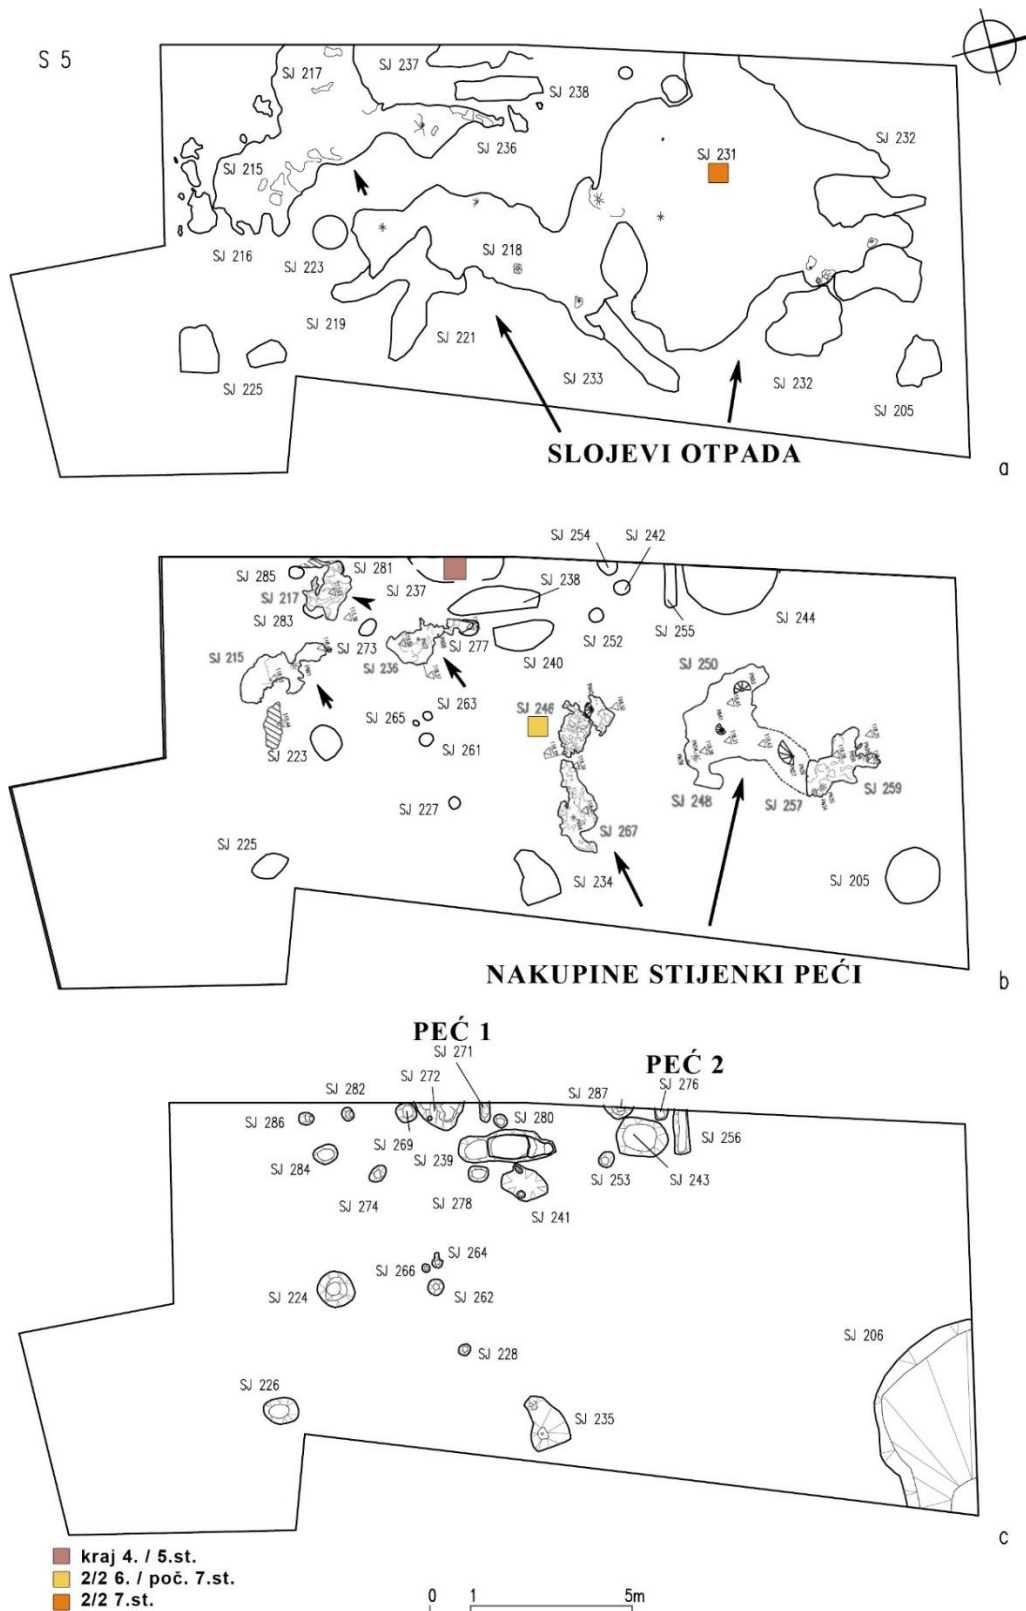 S 5
SJ 217
SJ 237
SJ 238
SJ 236
SJ 232
SJ 231
SJ 215
SJ 216
SJ 223
SJ 218
SJ 219
SJ 221
SJ 225
SJ 233
SJ 232
SJ 205
SLOJEVI OTPADA
a
SJ 254
SJ 242
SJ 285
SJ 281
SJ 237
SJ 238
SJ 217
SJ 283
SJ 273
SJ 277
SJ 252
SJ 255
SJ 244
SJ 215
SJ 236
SJ 240
SJ 250
SJ 263
SJ 265
SJ 246
SJ 261
SJ 223
SJ 248
SJ 257
SJ 259
SJ 227
SJ 267
SJ 225
SJ 234
SJ 205
NAKUPINE STIJENKI PEĆI
b
PEĆ 1
SJ 271
PEĆ 2
SJ 282
SJ 272
SJ 287
SJ 276
SJ 286
SJ 280
SJ 269
SJ 256
SJ 284
SJ 239
SJ 253
SJ 243
SJ 274
SJ 278
SJ 241
SJ 264
SJ 266
SJ 224
SJ 262
SJ 228
SJ 206
SJ 226
SJ 235
c
kraj 4. / 5.st.
2/2 6. / poč. 7.st.
2/2 7.st.
0 1 5m